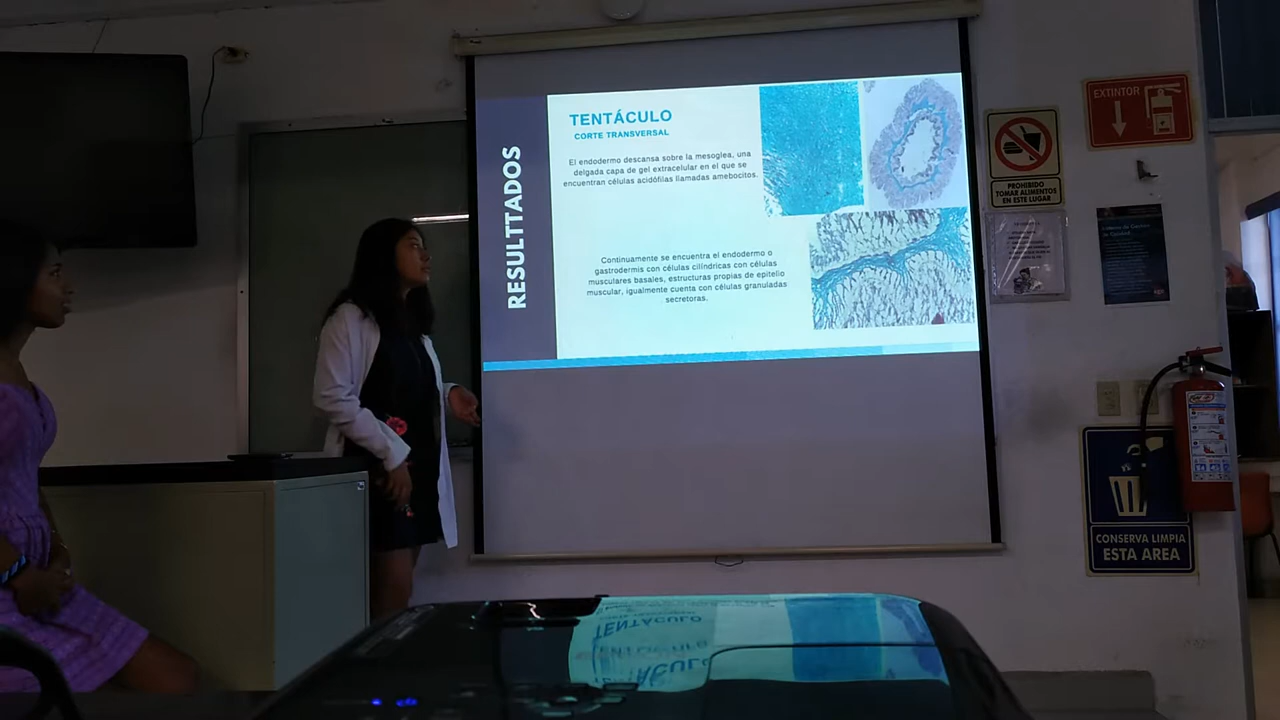 RESULTTADOS
TENTÁCULO
CORTE TRANSVERSAL
El endodermo descansa sobre la mesoglea, una
delgada capa de gel extracelular en el que se
encuentran células acidófilas llamadas amebocitos.
Continuamente se encuentra el endodermo o
gastrodermis con células cilíndricas con células
musculares basales, estructuras propias de epitelio
muscular, igualmente cuenta con células granuladas
secretoras.
EXTINTOR
PROHIBIDO
TOMAR ALIMENTOS
EN ESTE LUGAR
CONSERVA LIMPIA
ESTA AREA
TENTÁCULO